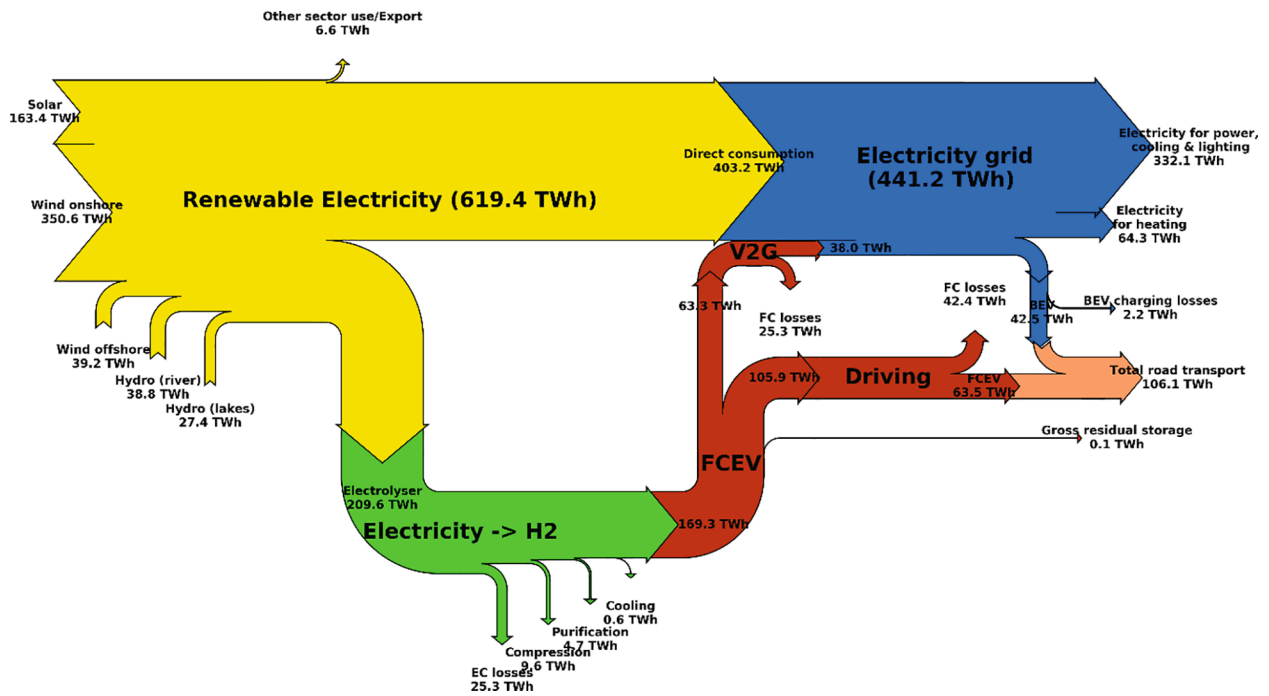 Other sector use/Export
6.6 TWh
Solar
163.4 TWh
Wind onshore
350.6 TWh
Renewable Electricity (619.4 TWh)
Direct consumption
403.2 TWh
Electricity grid
(441.2 TWh)
Electricity for power,
cooling & lighting
332.1 TWh
Electricity
for heating
64.3 TWh
V2G
38.0 TWh
63.3 TWh
FC losses
25.3 TWh
FC losses
42.4 TWh
BEV
42.5 TWh
BEV charging losses
2.2 TWh
Wind offshore
39.2 TWh
Hydro (river)
38.8 TWh
Hydro (lakes)
27.4 TWh
105.9 TWh
Driving
FCEV
63.5 TWh
Total road transport
106.1 TWh
Gross residual storage
0.1 TWh
FCEV
Electrolyser
209.6 TWh
Electricity -> H2
169.3 TWh
Cooling
0.6 TWh
Purification
4.7 TWh
Compression
9.6 TWh
EC losses
25.3 TWh